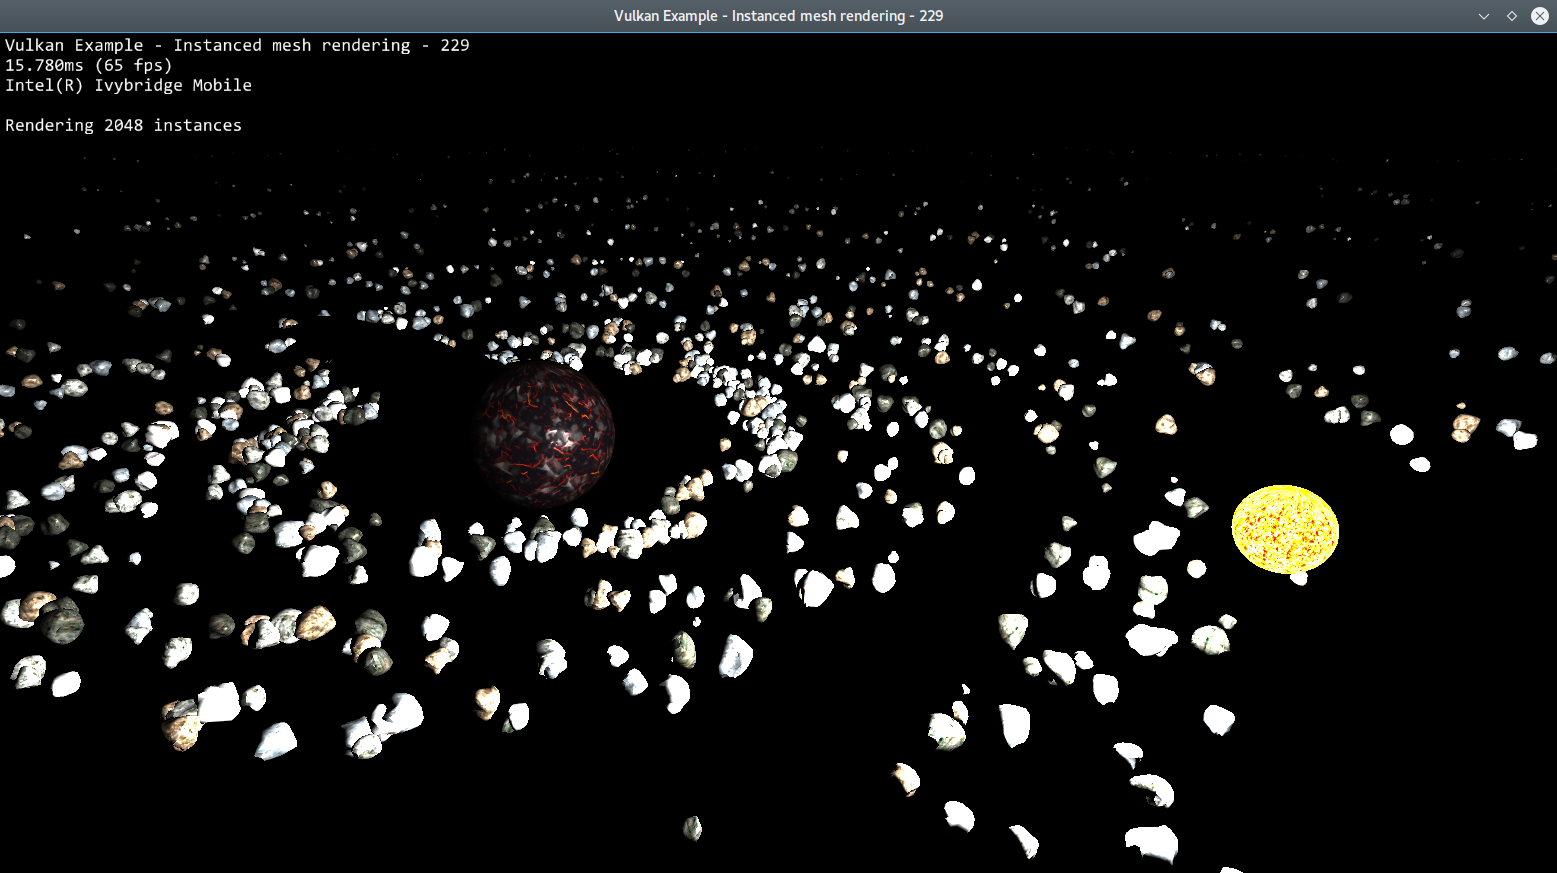 Vulkan Example - Instanced mesh rendering - 229
Vulkan Example - Instanced mesh rendering - 229
15.780ms (65 fps)
Intel(R) Ivybridge Mobile
Rendering 2048 instances